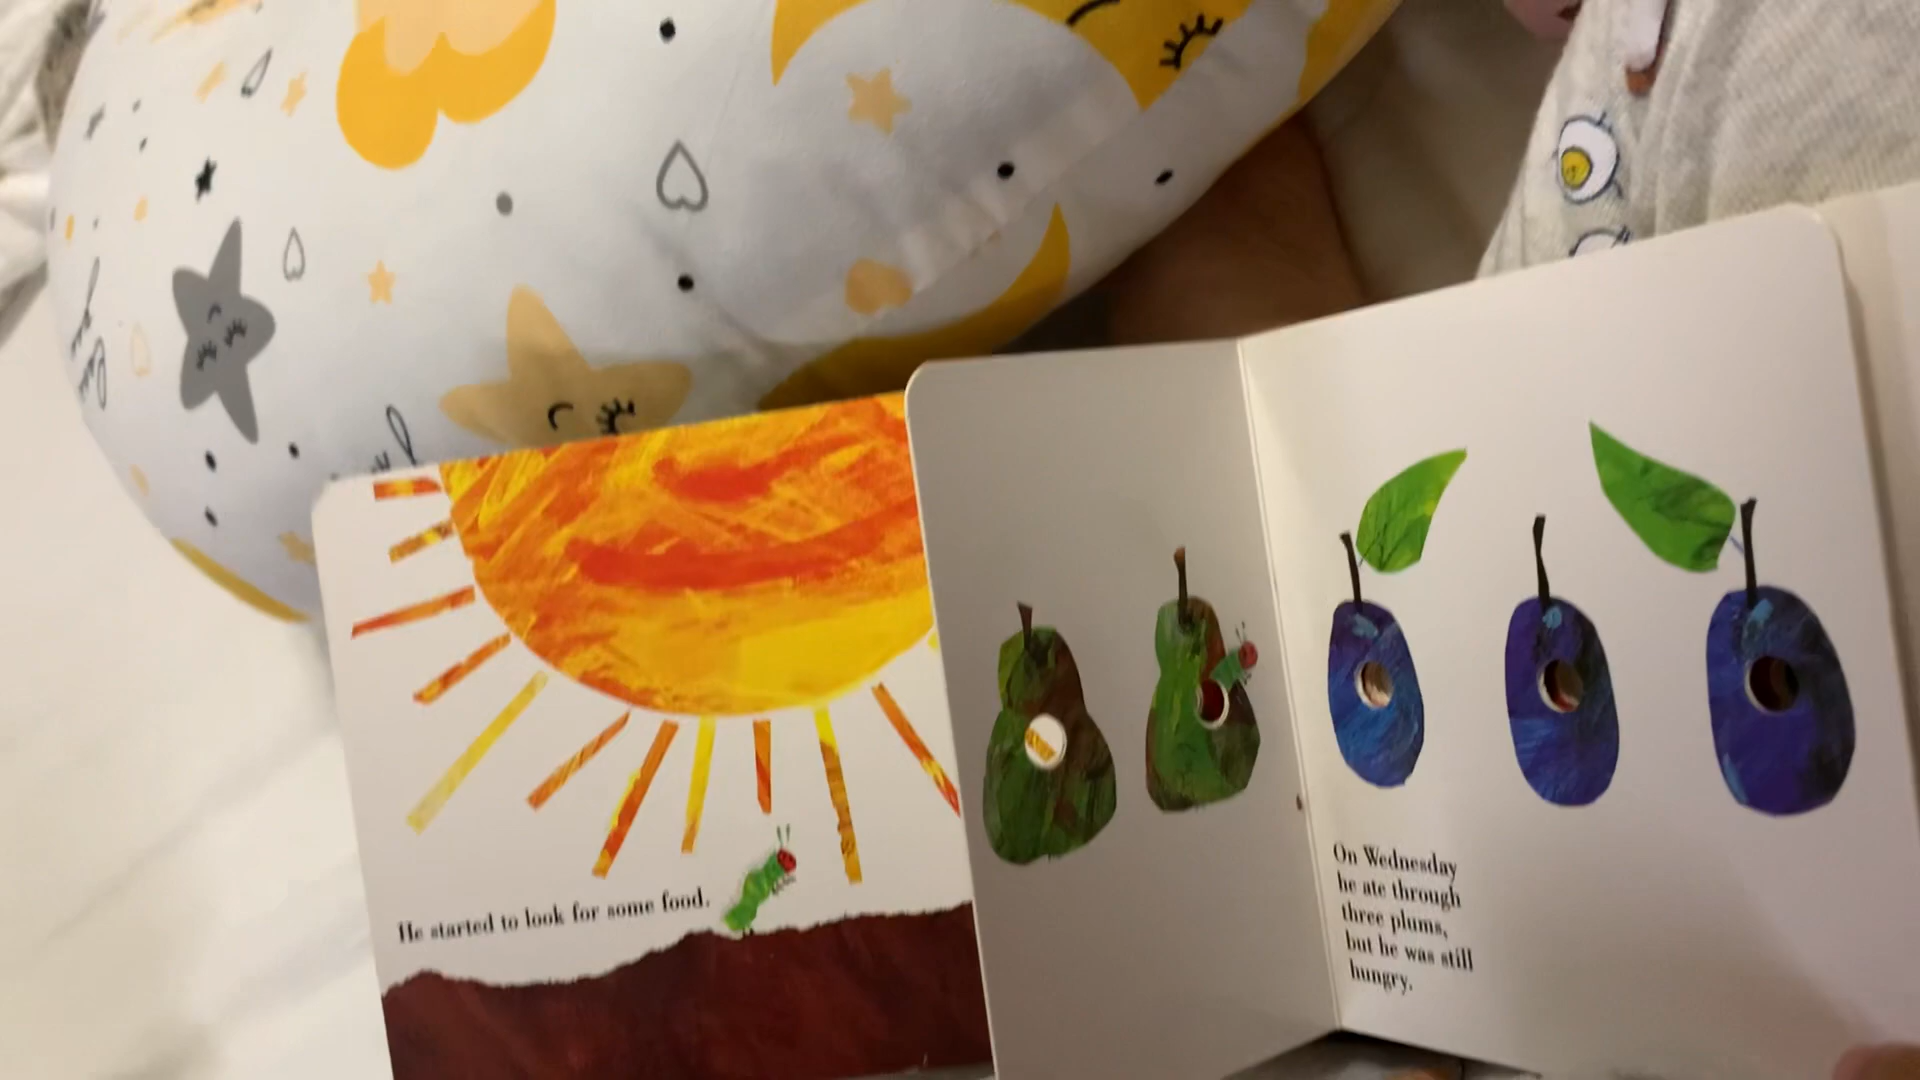 He started to look for some food.
On Wednesday
he ate through
three plums,
but he was still
hungry.